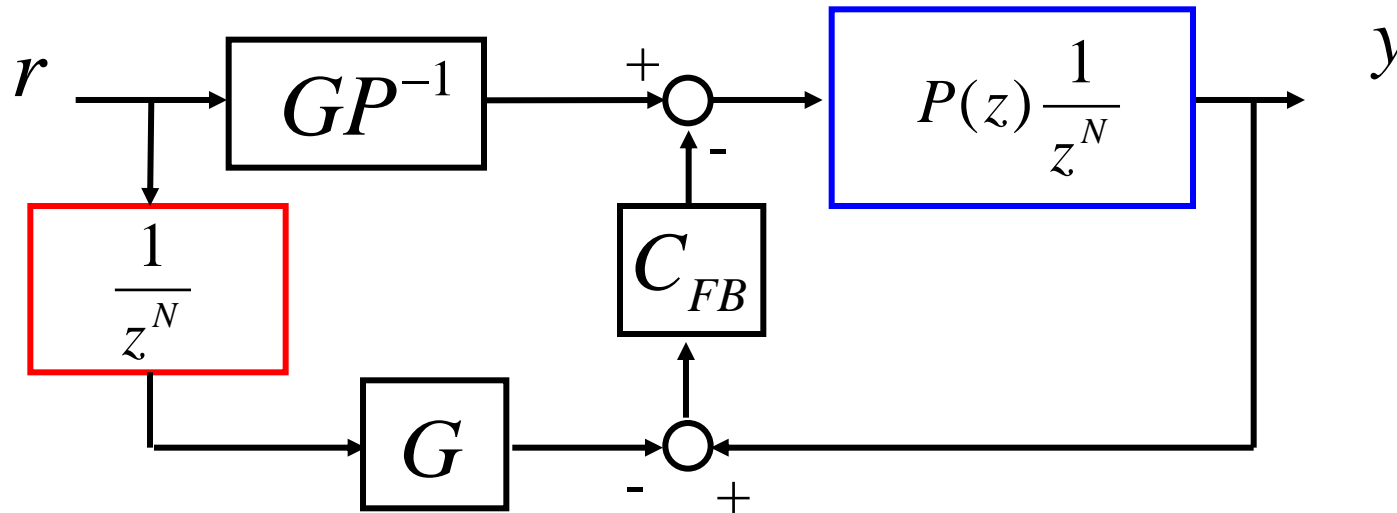 r
GP⁻¹
+
-
P(z) 1/z^N
y
1/z^N
C_FB
G
-
+